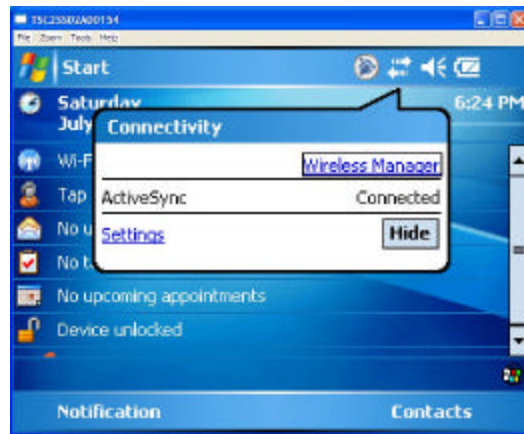 File Zoom Tools Help
Start
Saturday 6:24 PM
July
Connectivity
Wi-F
Wireless Manager
Tap
ActiveSync Connected
No u
Settings Hide
No t
No upcoming appointments
Device unlocked
Notification Contacts